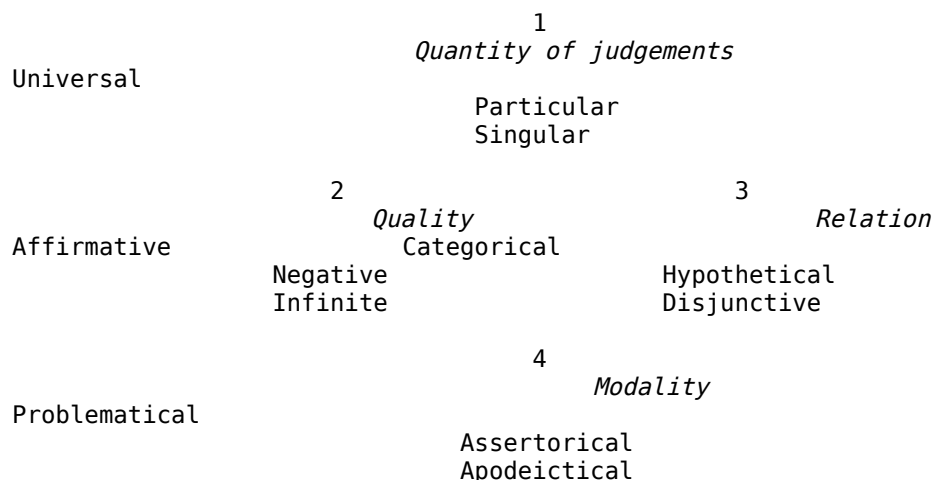 1
Quantity of judgements
Universal
Particular
Singular
2 3
Quality Relation
Affirmative Categorical
Negative Hypothetical
Infinite Disjunctive
4
Modality
Problematical
Assertorical
Apodeictical